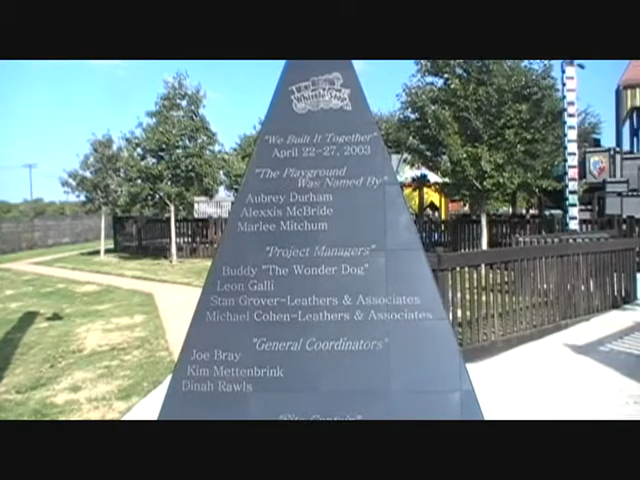 Whistle Stop
"We Built It Together"
April 22-27, 2003
"The Playground
Was Named By"
Aubrey Durham
Alexxis McBride
Marlee Mitchum
"Project Managers"
Buddy "The Wonder Dog"
Leon Galli
Stan Grover-Leathers & Associates
Michael Cohen-Leathers & Associates
"General Coordinators"
Joe Bray
Kim Mettenbrink
Dinah Rawls